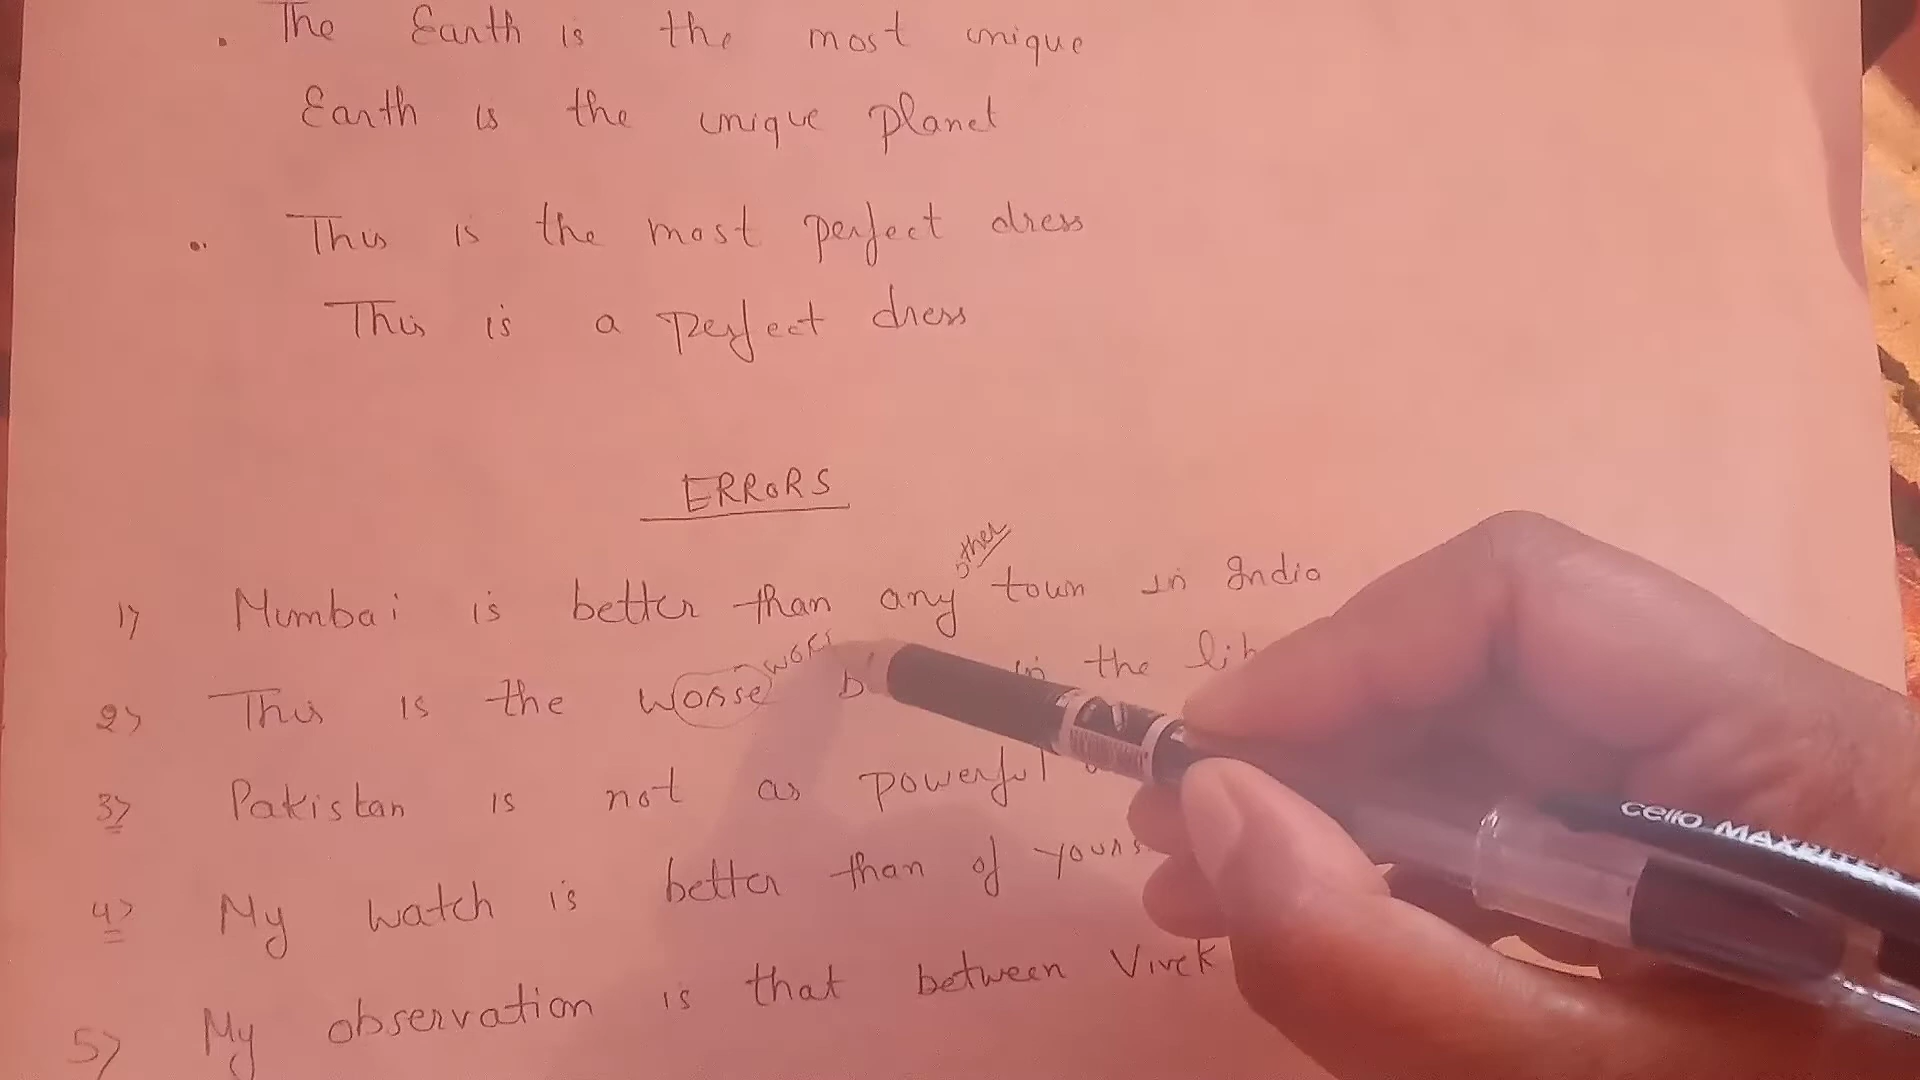 . The Earth is the most unique
Earth is the unique planet
. This is the most perfect dress
This is a perfect dress
ERRORS
other
1) Mumbai is better than any town in India
2) This is the worse in the
3) Pakistan is not as powerful
4) My watch is better than of yours
5) My observation is that between Vivek
cello MAXRITER